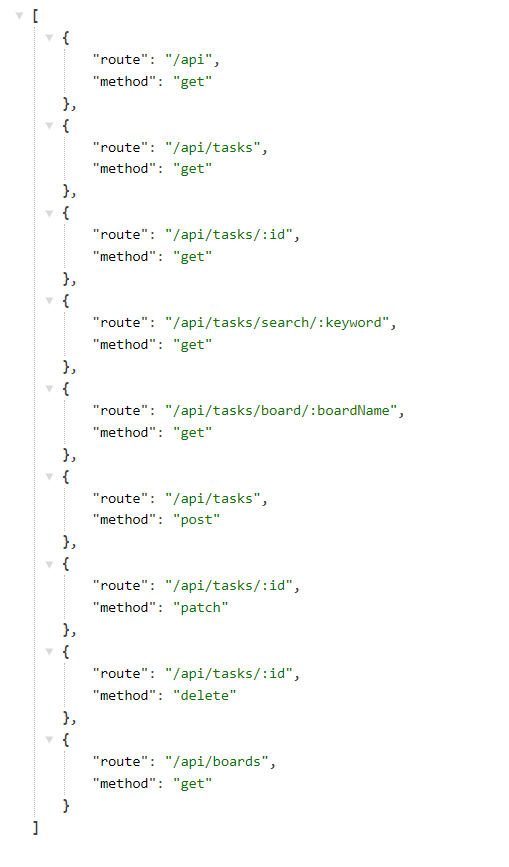 [
{
"route": "/api",
"method": "get"
},
{
"route": "/api/tasks",
"method": "get"
},
{
"route": "/api/tasks/:id",
"method": "get"
},
{
"route": "/api/tasks/search/:keyword",
"method": "get"
},
{
"route": "/api/tasks/board/:boardName",
"method": "get"
},
{
"route": "/api/tasks",
"method": "post"
},
{
"route": "/api/tasks/:id",
"method": "patch"
},
{
"route": "/api/tasks/:id",
"method": "delete"
},
{
"route": "/api/boards",
"method": "get"
}
]